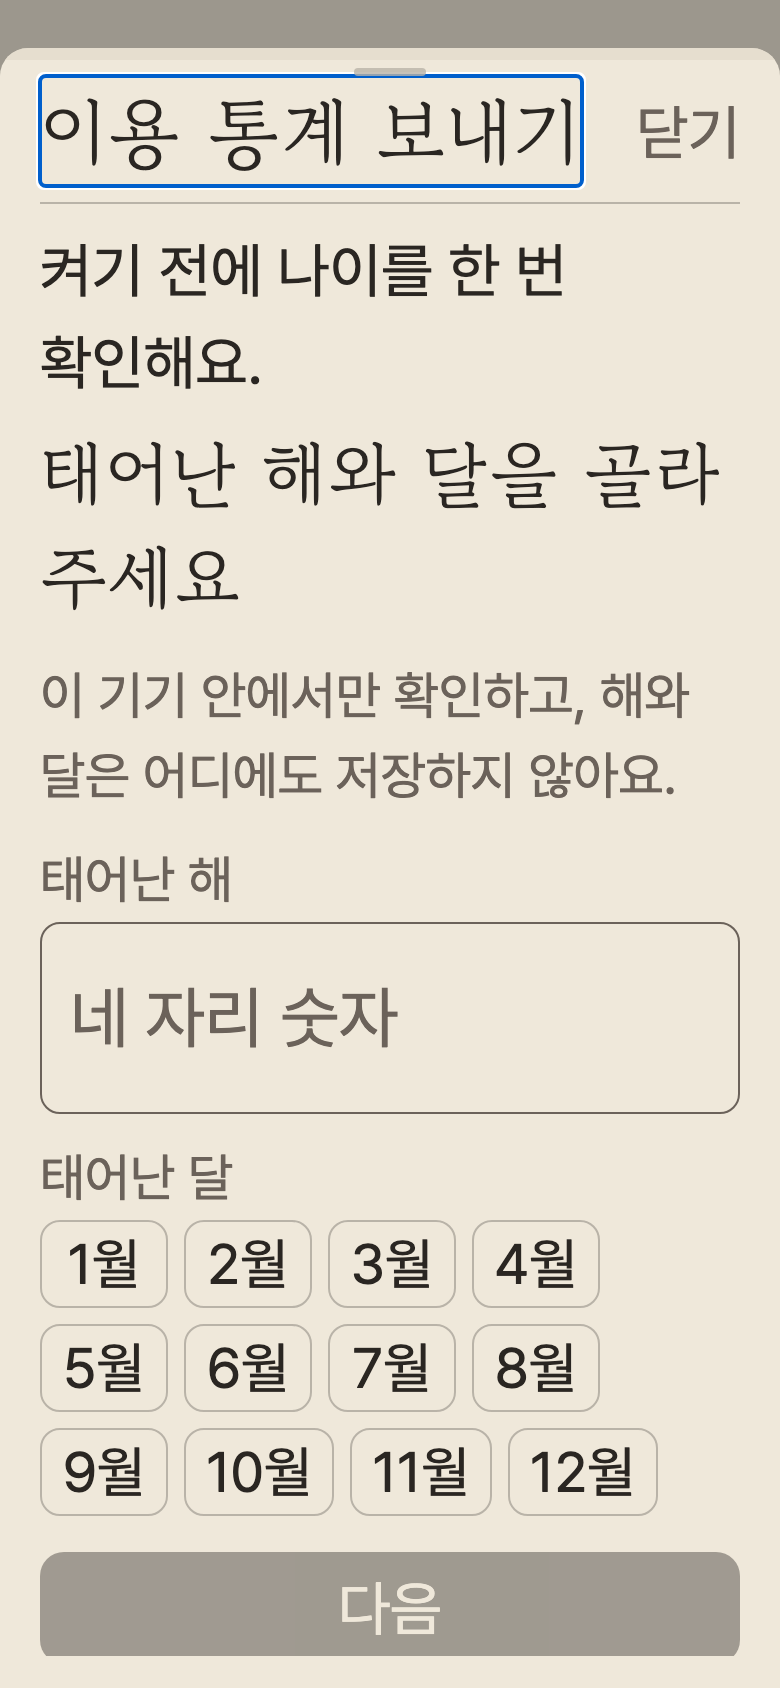 이용 통계 보내기 닫기
켜기 전에 나이를 한 번
확인해요.
태어난 해와 달을 골라
주세요
이 기기 안에서만 확인하고, 해와
달은 어디에도 저장하지 않아요.
태어난 해
네 자리 숫자
태어난 달
1월 2월 3월 4월
5월 6월 7월 8월
9월 10월 11월 12월
다음